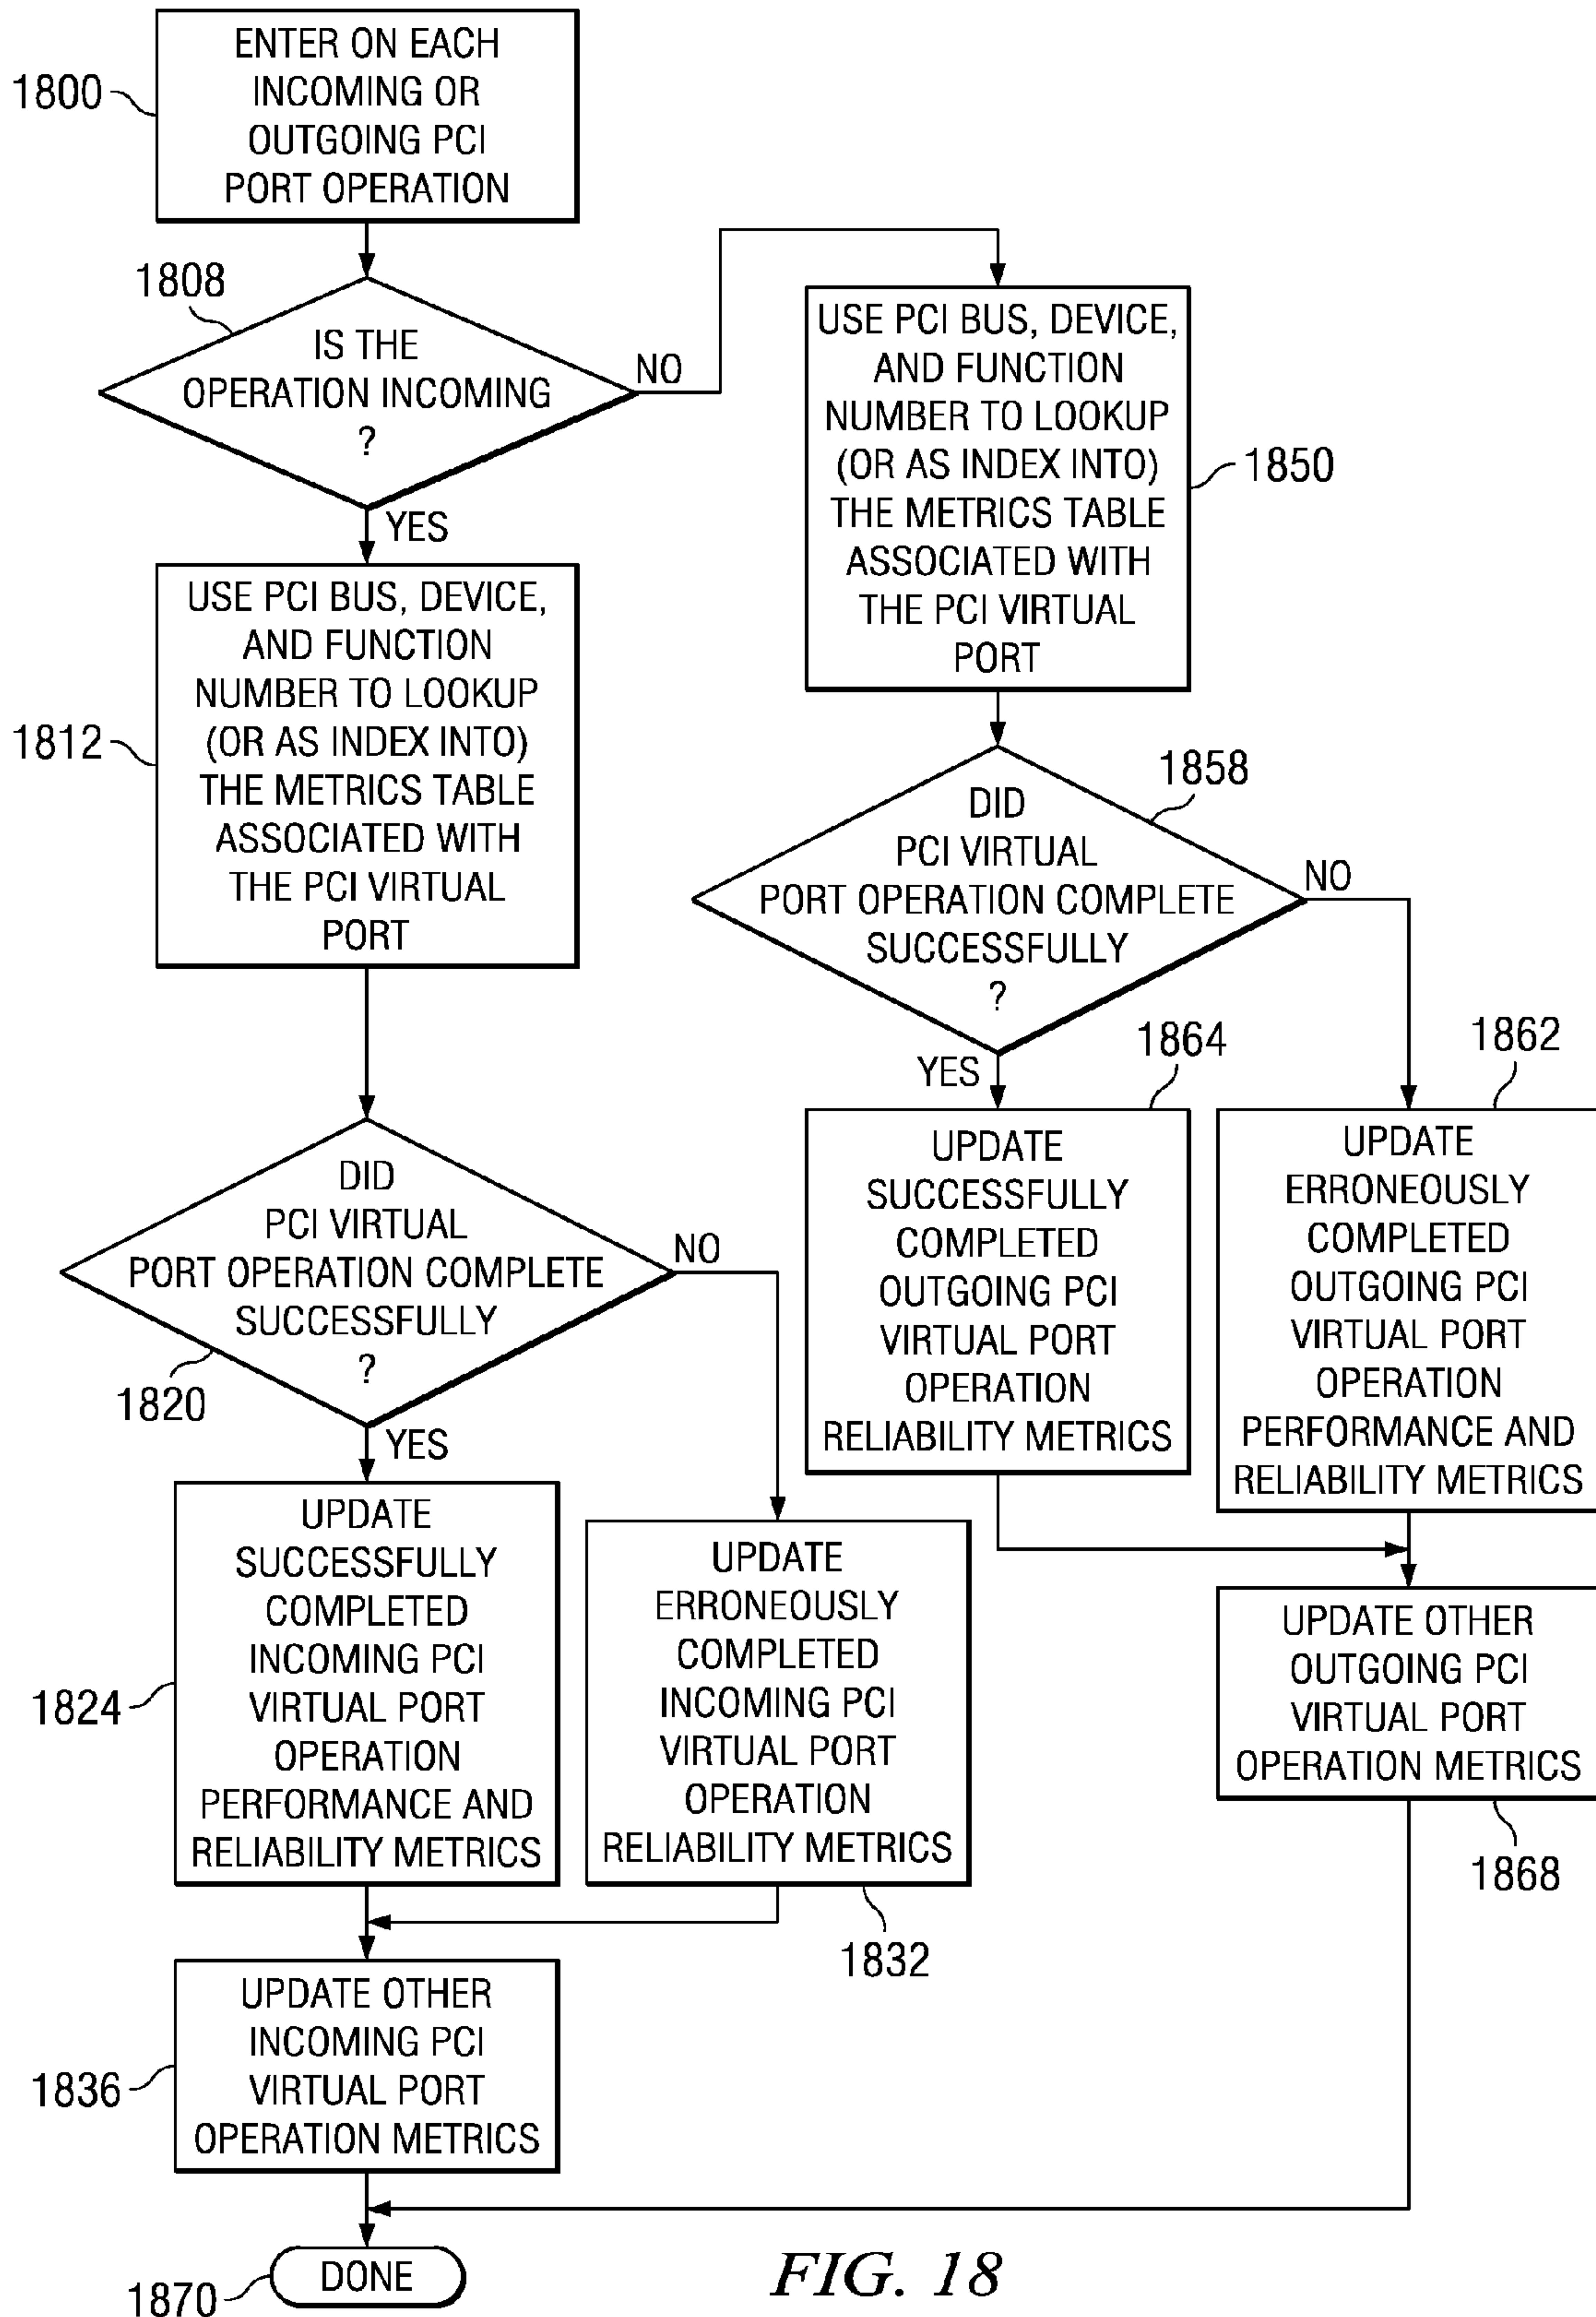 ENTER ON EACH
INCOMING OR
OUTGOING PCI
PORT OPERATION
1800
1808
IS THE
OPERATION INCOMING
?
NO
YES
USE PCI BUS, DEVICE,
AND FUNCTION
NUMBER TO LOOKUP
(OR AS INDEX INTO)
THE METRICS TABLE
ASSOCIATED WITH
THE PCI VIRTUAL
PORT
1812
DID
PCI VIRTUAL
PORT OPERATION COMPLETE
SUCCESSFULLY
?
1820
NO
YES
UPDATE
SUCCESSFULLY
COMPLETED
INCOMING PCI
VIRTUAL PORT
OPERATION
PERFORMANCE AND
RELIABILITY METRICS
1824
UPDATE
ERRONEOUSLY
COMPLETED
INCOMING PCI
VIRTUAL PORT
OPERATION
RELIABILITY METRICS
1832
UPDATE OTHER
INCOMING PCI
VIRTUAL PORT
OPERATION METRICS
1836
USE PCI BUS, DEVICE,
AND FUNCTION
NUMBER TO LOOKUP
(OR AS INDEX INTO)
THE METRICS TABLE
ASSOCIATED WITH
THE PCI VIRTUAL
PORT
1850
1858
DID
PCI VIRTUAL
PORT OPERATION COMPLETE
SUCCESSFULLY
?
NO
YES
1864
UPDATE
SUCCESSFULLY
COMPLETED
OUTGOING PCI
VIRTUAL PORT
OPERATION
RELIABILITY METRICS
1862
UPDATE
ERRONEOUSLY
COMPLETED
OUTGOING PCI
VIRTUAL PORT
OPERATION
PERFORMANCE AND
RELIABILITY METRICS
UPDATE OTHER
OUTGOING PCI
VIRTUAL PORT
OPERATION METRICS
1868
DONE
1870
FIG. 18